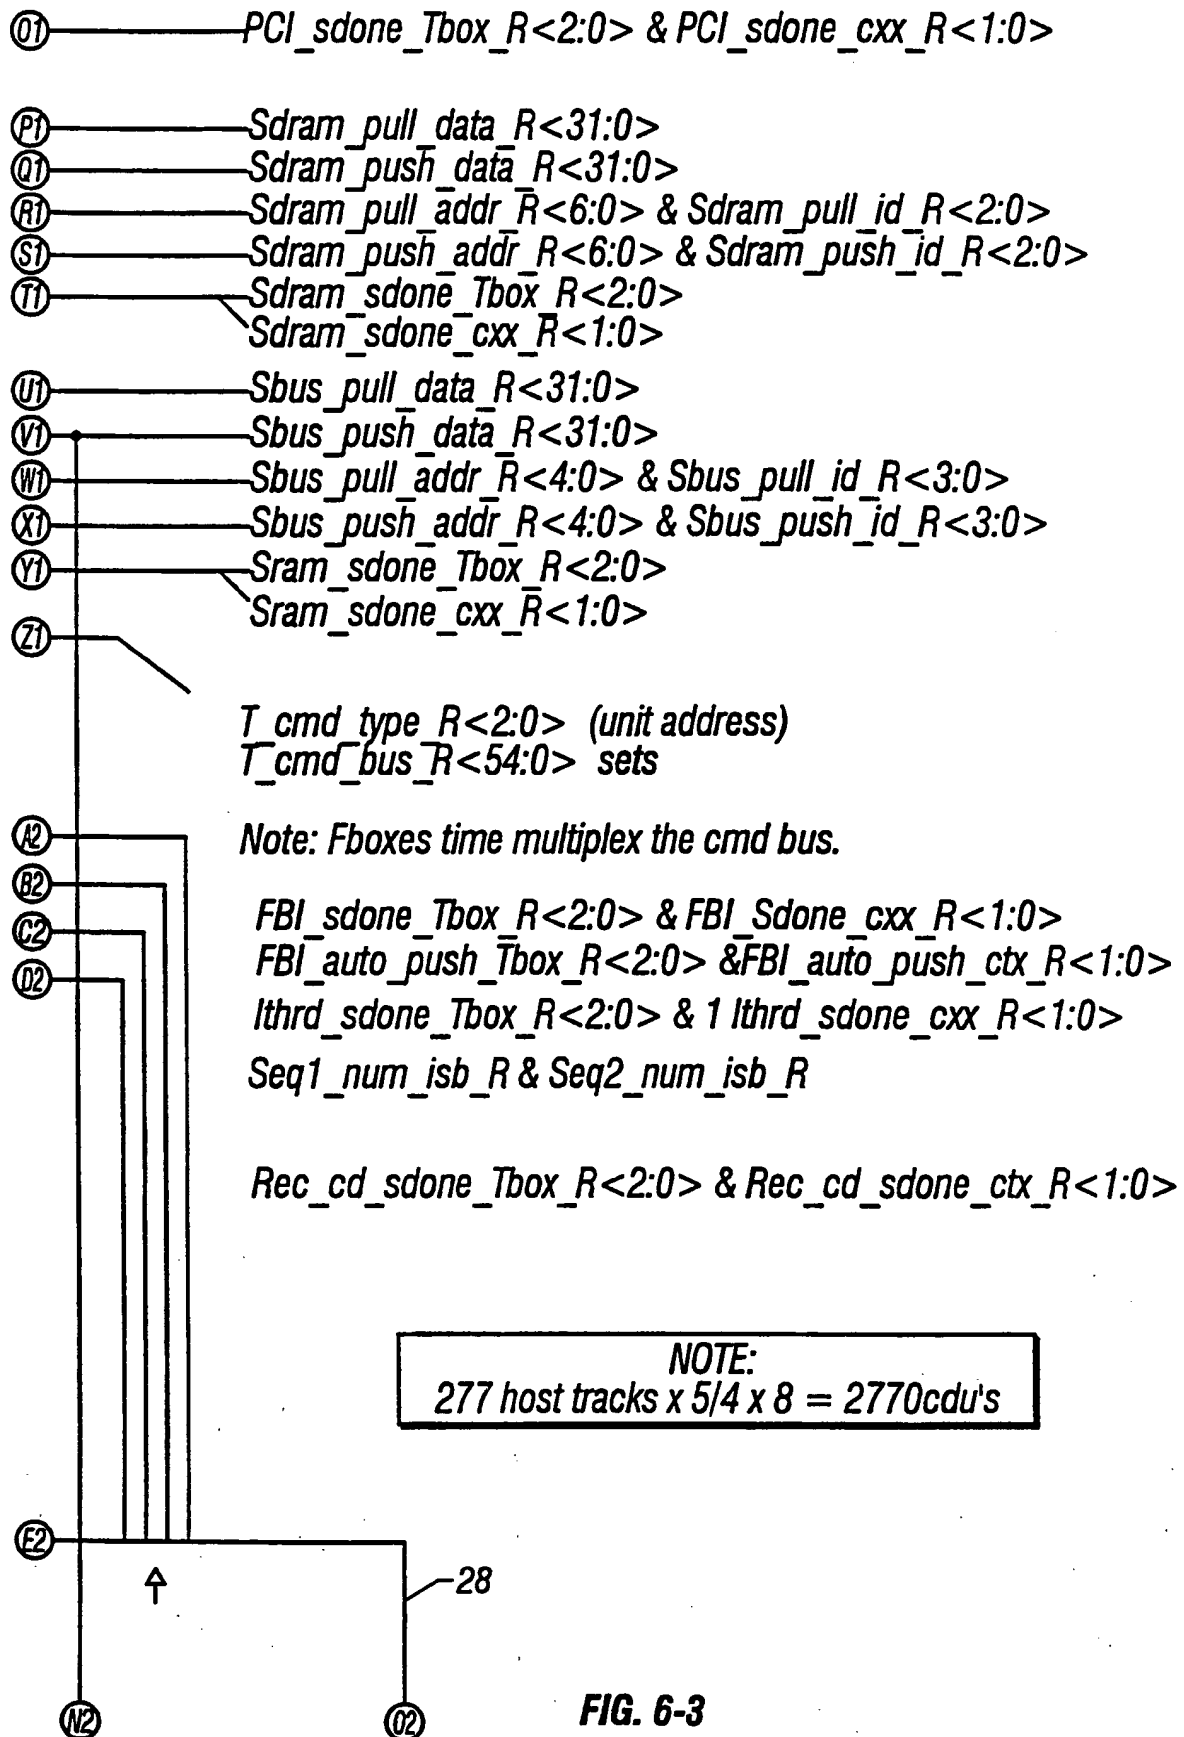 O1 PCI_sdone_Tbox_R<2:0> & PCI_sdone_cxx_R<1:0>
P1 Sdram_pull_data_R<31:0>
Q1 Sdram_push_data_R<31:0>
R1 Sdram_pull_addr_R<6:0> & Sdram_pull_id_R<2:0>
S1 Sdram_push_addr_R<6:0> & Sdram_push_id_R<2:0>
T1 Sdram_sdone_Tbox_R<2:0>
Sdram_sdone_cxx_R<1:0>
U1 Sbus_pull_data_R<31:0>
V1 Sbus_push_data_R<31:0>
W1 Sbus_pull_addr_R<4:0> & Sbus_pull_id_R<3:0>
X1 Sbus_push_addr_R<4:0> & Sbus_push_id_R<3:0>
Y1 Sram_sdone_Tbox_R<2:0>
Sram_sdone_cxx_R<1:0>
Z1
T_cmd_type_R<2:0> (unit address)
T_cmd_bus_R<54:0> sets
A2 Note: Fboxes time multiplex the cmd bus.
B2
FBI_sdone_Tbox_R<2:0> & FBI_Sdone_cxx_R<1:0>
C2
FBI_auto_push_Tbox_R<2:0> &FBI_auto_push_ctx_R<1:0>
D2
Ithrd_sdone_Tbox_R<2:0> & 1 Ithrd_sdone_cxx_R<1:0>
Seq1_num_isb_R & Seq2_num_isb_R
Rec_cd_sdone_Tbox_R<2:0> & Rec_cd_sdone_ctx_R<1:0>
NOTE:
277 host tracks x 5/4 x 8 = 2770cdu's
E2
28
N2
O2
FIG. 6-3